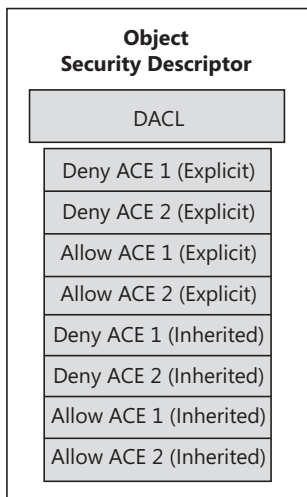 Object
Security Descriptor
DACL
Deny ACE 1 (Explicit)
Deny ACE 2 (Explicit)
Allow ACE 1 (Explicit)
Allow ACE 2 (Explicit)
Deny ACE 1 (Inherited)
Deny ACE 2 (Inherited)
Allow ACE 1 (Inherited)
Allow ACE 2 (Inherited)